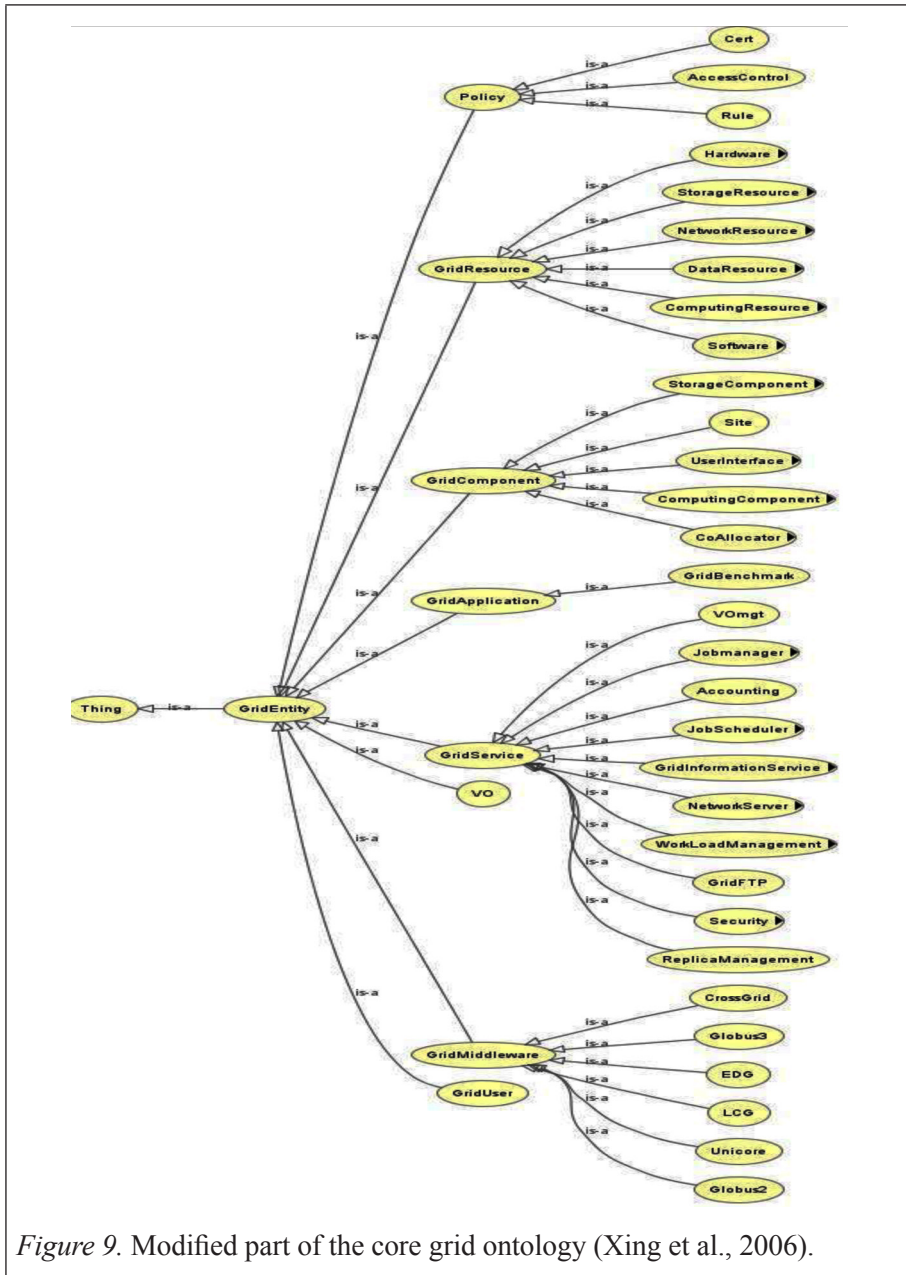 Cert
is-a
AccessControl
is-a
Policy
is-a
Rule
Hardware
is-a
StorageResource
is-a
NetworkResource
is-a
GridResource
is-a
DataResource
is-a
ComputingResource
is-a
is-a
Software
StorageComponent
is-a
Site
is-a
UserInterface
GridComponent
is-a
is-a
is-a
ComputingComponent
is-a
CoAllocator
GridBenchmark
is-a
GridApplication
VOmgt
is-a
is-a
Jobmanager
is-a
Accounting
is-a
Thing
is-a
GridEntity
is-a
JobScheduler
is-a
is-a
GridService
is-a
GridInformationService
is-a
VO
is-a
NetworkServer
is-a
is-a
WorkLoadManagement
is-a
GridFTP
is-a
Security
is-a
ReplicaManagement
is-a
CrossGrid
is-a
Globus3
is-a
GridMiddleware
is-a
EDG
GridUser
is-a
LCG
is-a
Unicore
is-a
Globus2
Figure 9. Modified part of the core grid ontology (Xing et al., 2006).